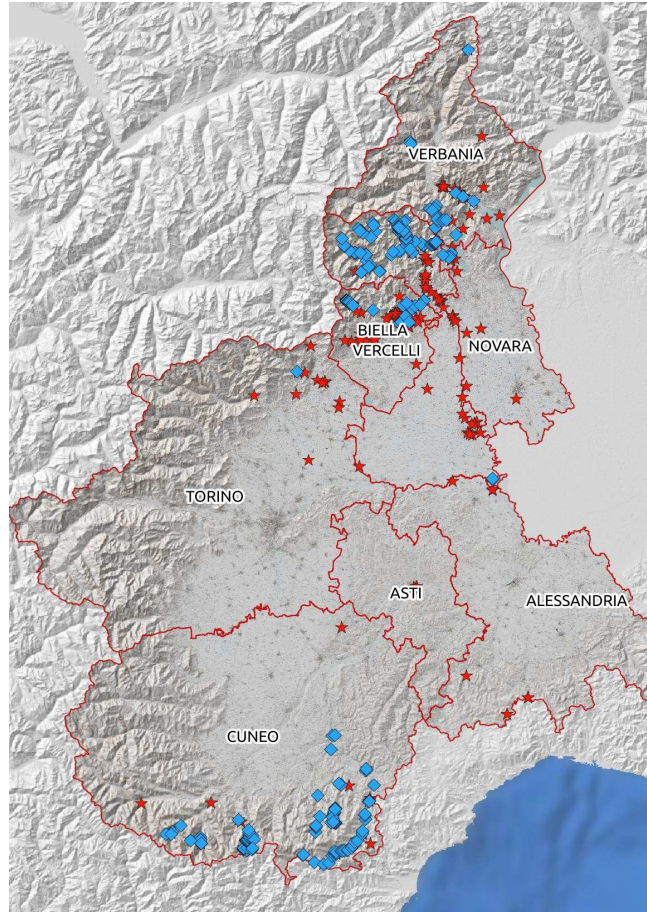 VERBANIA
BIELLA
VERCELLI
NOVARA
TORINO
ASTI
ALESSANDRIA
CUNEO